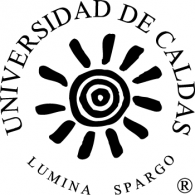 UNIVERSIDAD DE CALDAS
LUMINA SPARGO
®